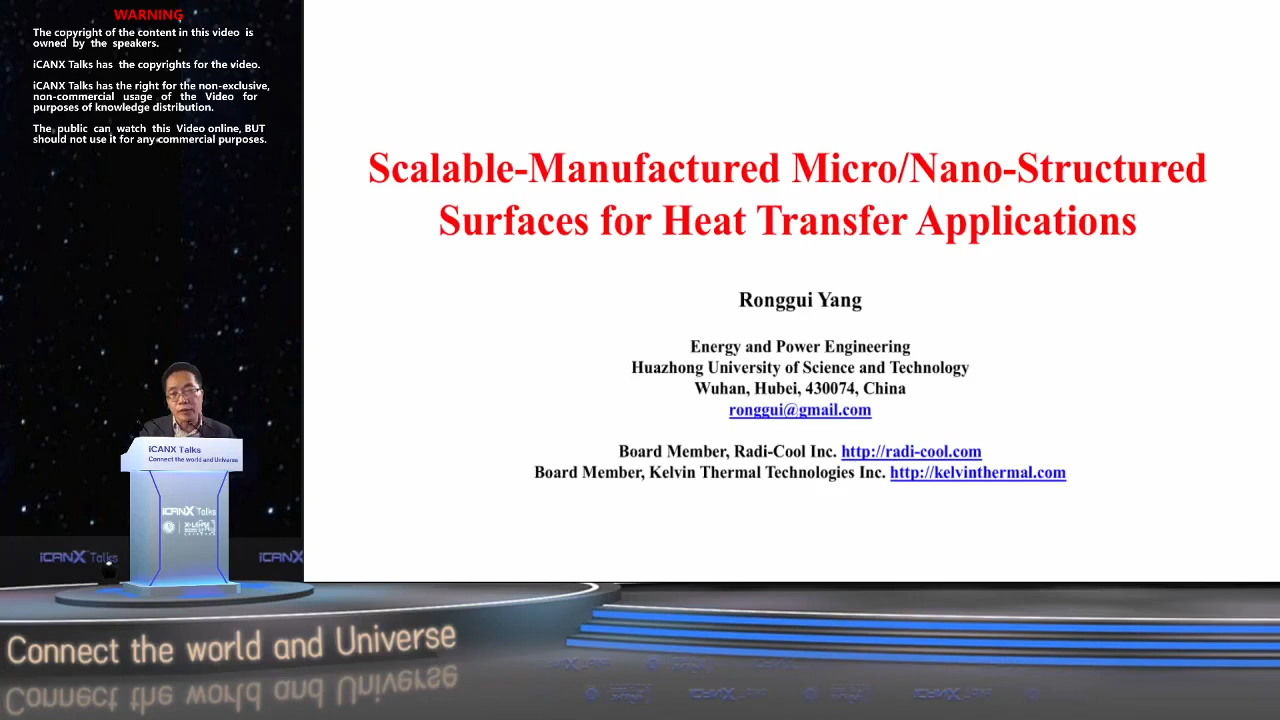 WARNING
The copyright of the content in this video is
owned by the speakers.
iCANX Talks has the copyrights for the video.
iCANX Talks has the right for the non-exclusive,
non-commercial usage of the Video for
purposes of knowledge distribution.
The public can watch this Video online, BUT
should not use it for any commercial purposes.
Scalable-Manufactured Micro/Nano-Structured
Surfaces for Heat Transfer Applications
Ronggui Yang
Energy and Power Engineering
Huazhong University of Science and Technology
Wuhan, Hubei, 430074, China
ronggui@gmail.com
Board Member, Radi-Cool Inc. http://radi-cool.com
Board Member, Kelvin Thermal Technologies Inc. http://kelvinthermal.com
iCANX Talks
Connect the world and Universe
iCANX Talks
iCANX Talks
iCANX
Connect the world and Universe